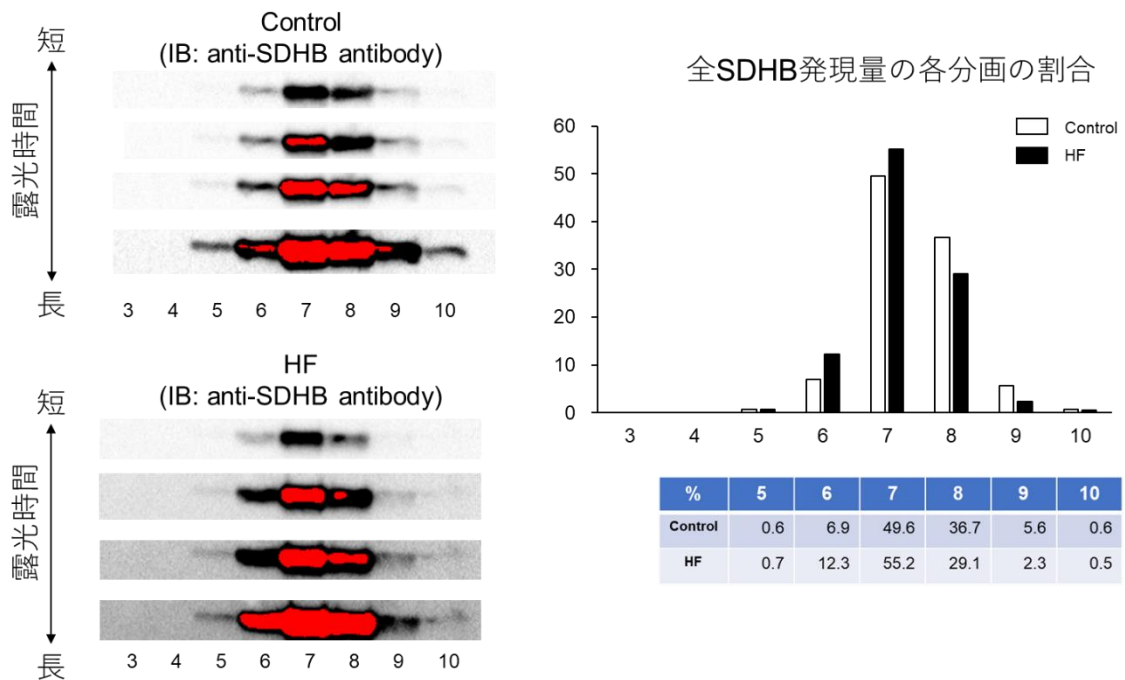 Control
(IB: anti-SDHB antibody)
短
露光時間
長
3 4 5 6 7 8 9 10
HF
(IB: anti-SDHB antibody)
短
露光時間
長
3 4 5 6 7 8 9 10
全SDHB発現量の各分画の割合
Control
HF
60
50
40
30
20
10
0
3 4 5 6 7 8 9 10
% 5 6 7 8 9 10
Control 0.6 6.9 49.6 36.7 5.6 0.6
HF 0.7 12.3 55.2 29.1 2.3 0.5